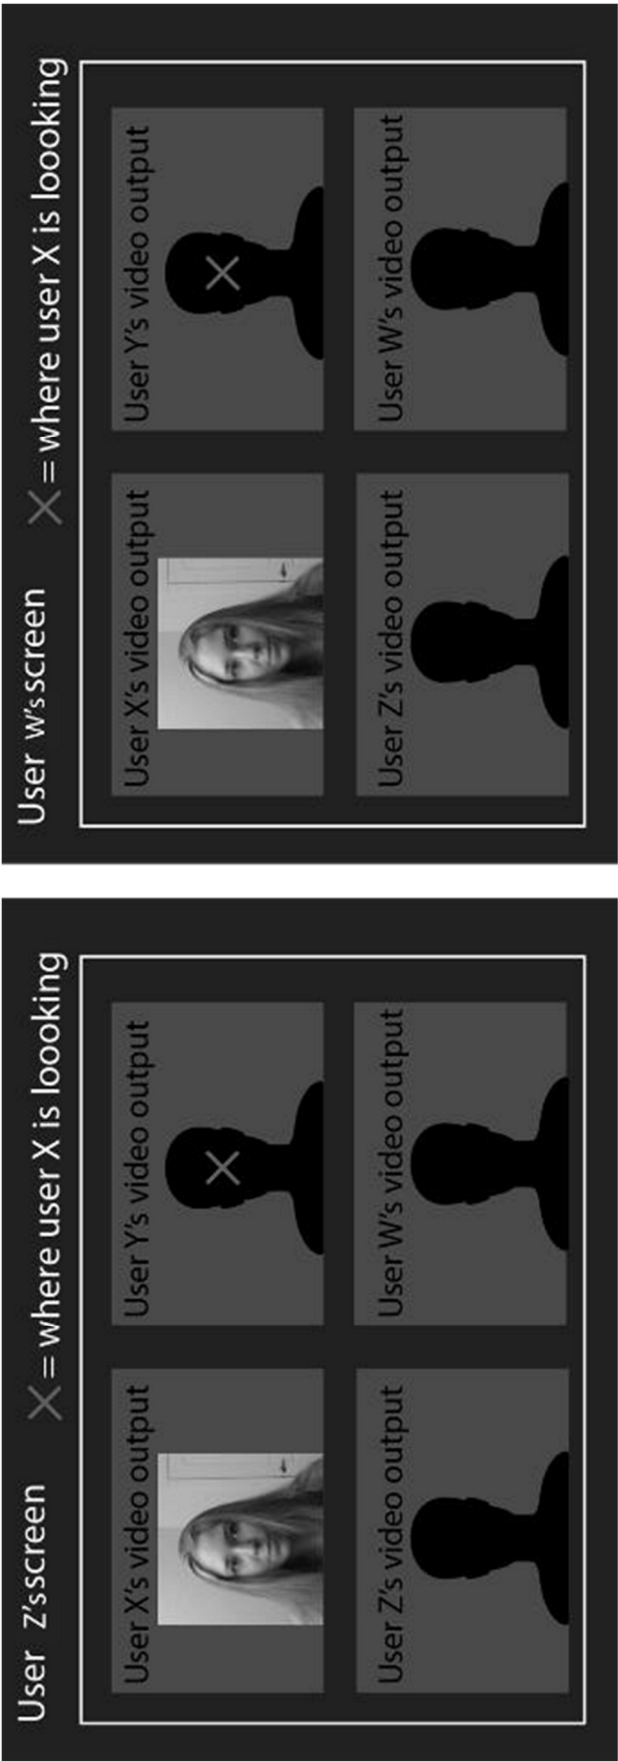 User Z's screen X = where user X is loooking
User X's video output
User Y's video output
User Z's video output
User W's video output
User W's screen X = where user X is loooking
User X's video output
User Y's video output
User Z's video output
User W's video output